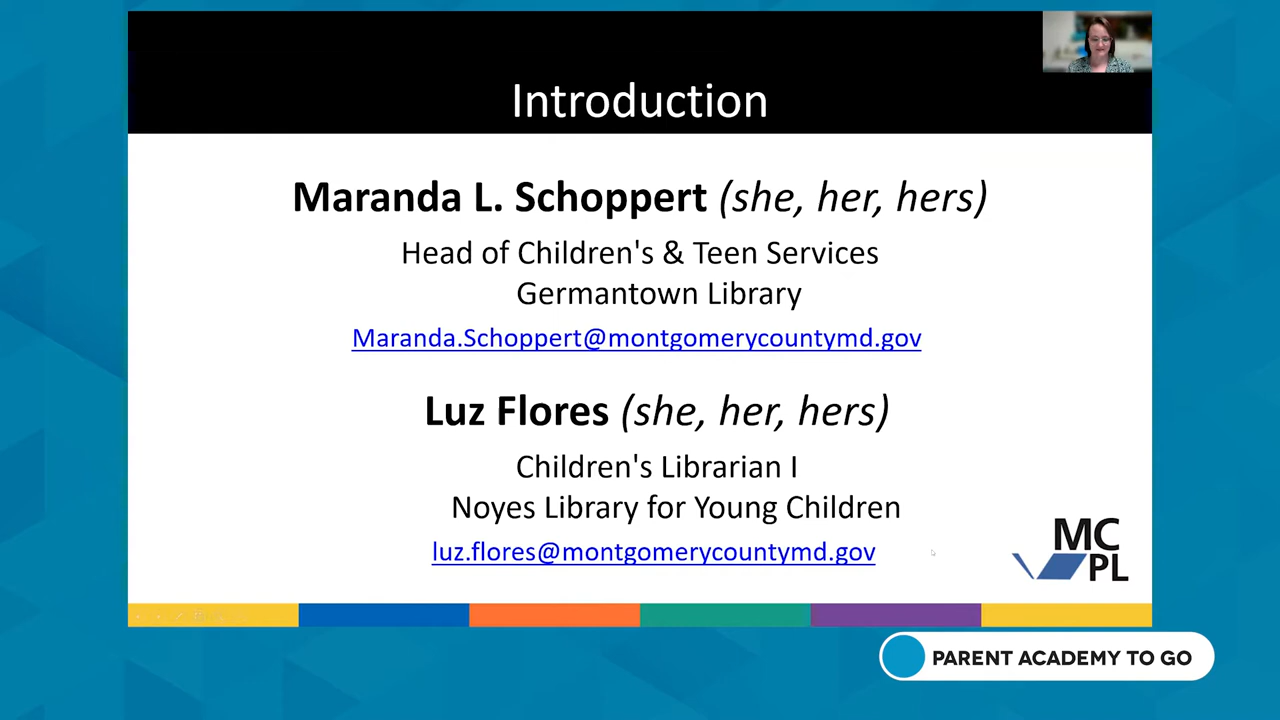 Introduction
Maranda L. Schoppert (she, her, hers)
Head of Children's & Teen Services
Germantown Library
Maranda.Schoppert@montgomerycountymd.gov
Luz Flores (she, her, hers)
Children's Librarian I
Noyes Library for Young Children
luz.flores@montgomerycountymd.gov
MC
PL
PARENT ACADEMY TO GO